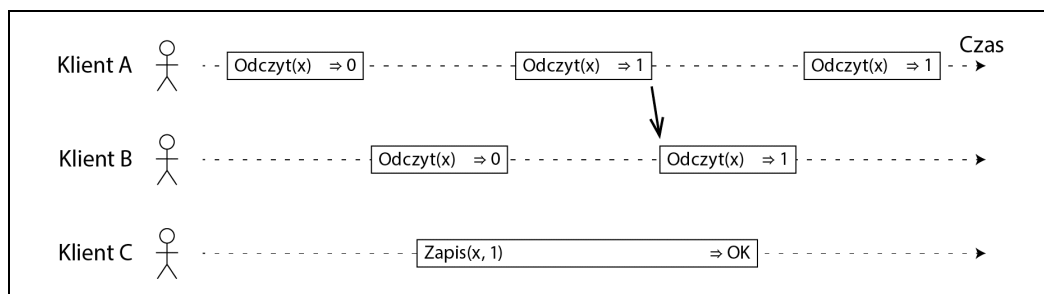 Czas
Klient A Odczyt(x) ⇒ 0 Odczyt(x) ⇒ 1 Odczyt(x) ⇒ 1
Klient B Odczyt(x) ⇒ 0 Odczyt(x) ⇒ 1
Klient C Zapis(x, 1) ⇒ OK